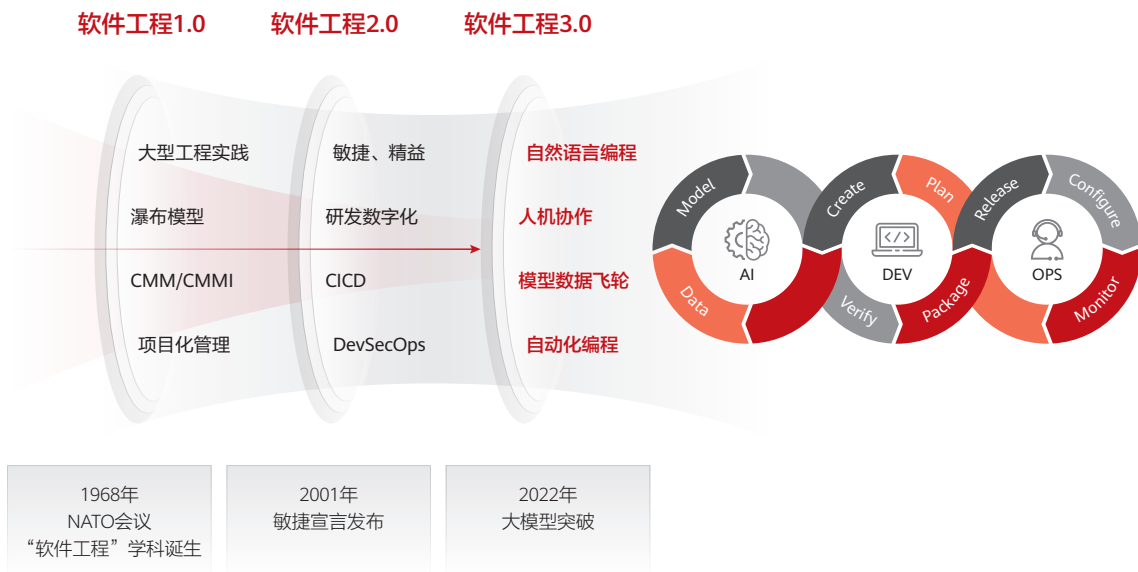 软件工程1.0
软件工程2.0
软件工程3.0
大型工程实践
瀑布模型
CMM/CMMI
项目化管理
敏捷、精益
研发数字化
CICD
DevSecOps
自然语言编程
人机协作
模型数据飞轮
自动化编程
Model
Data
AI
Create
Plan
Verify
Package
DEV
Release
Configure
Monitor
OPS
1968年
NATO会议
“软件工程”学科诞生
2001年
敏捷宣言发布
2022年
大模型突破